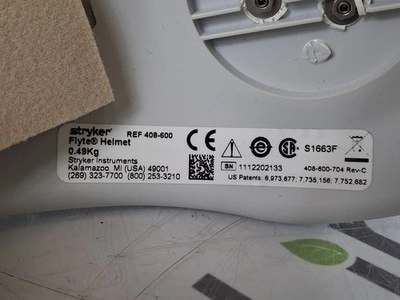 stryker REF 408-600
Flyte® Helmet
0.49Kg
Stryker Instruments
Kalamazoo, MI (USA) 49001
(269) 323-7700 (800) 253-3210
CE
S1663F
SN 1112202133
408-600-704 Rev-C
US Patents: 6,973,677; 7,735,156; 7,752,682